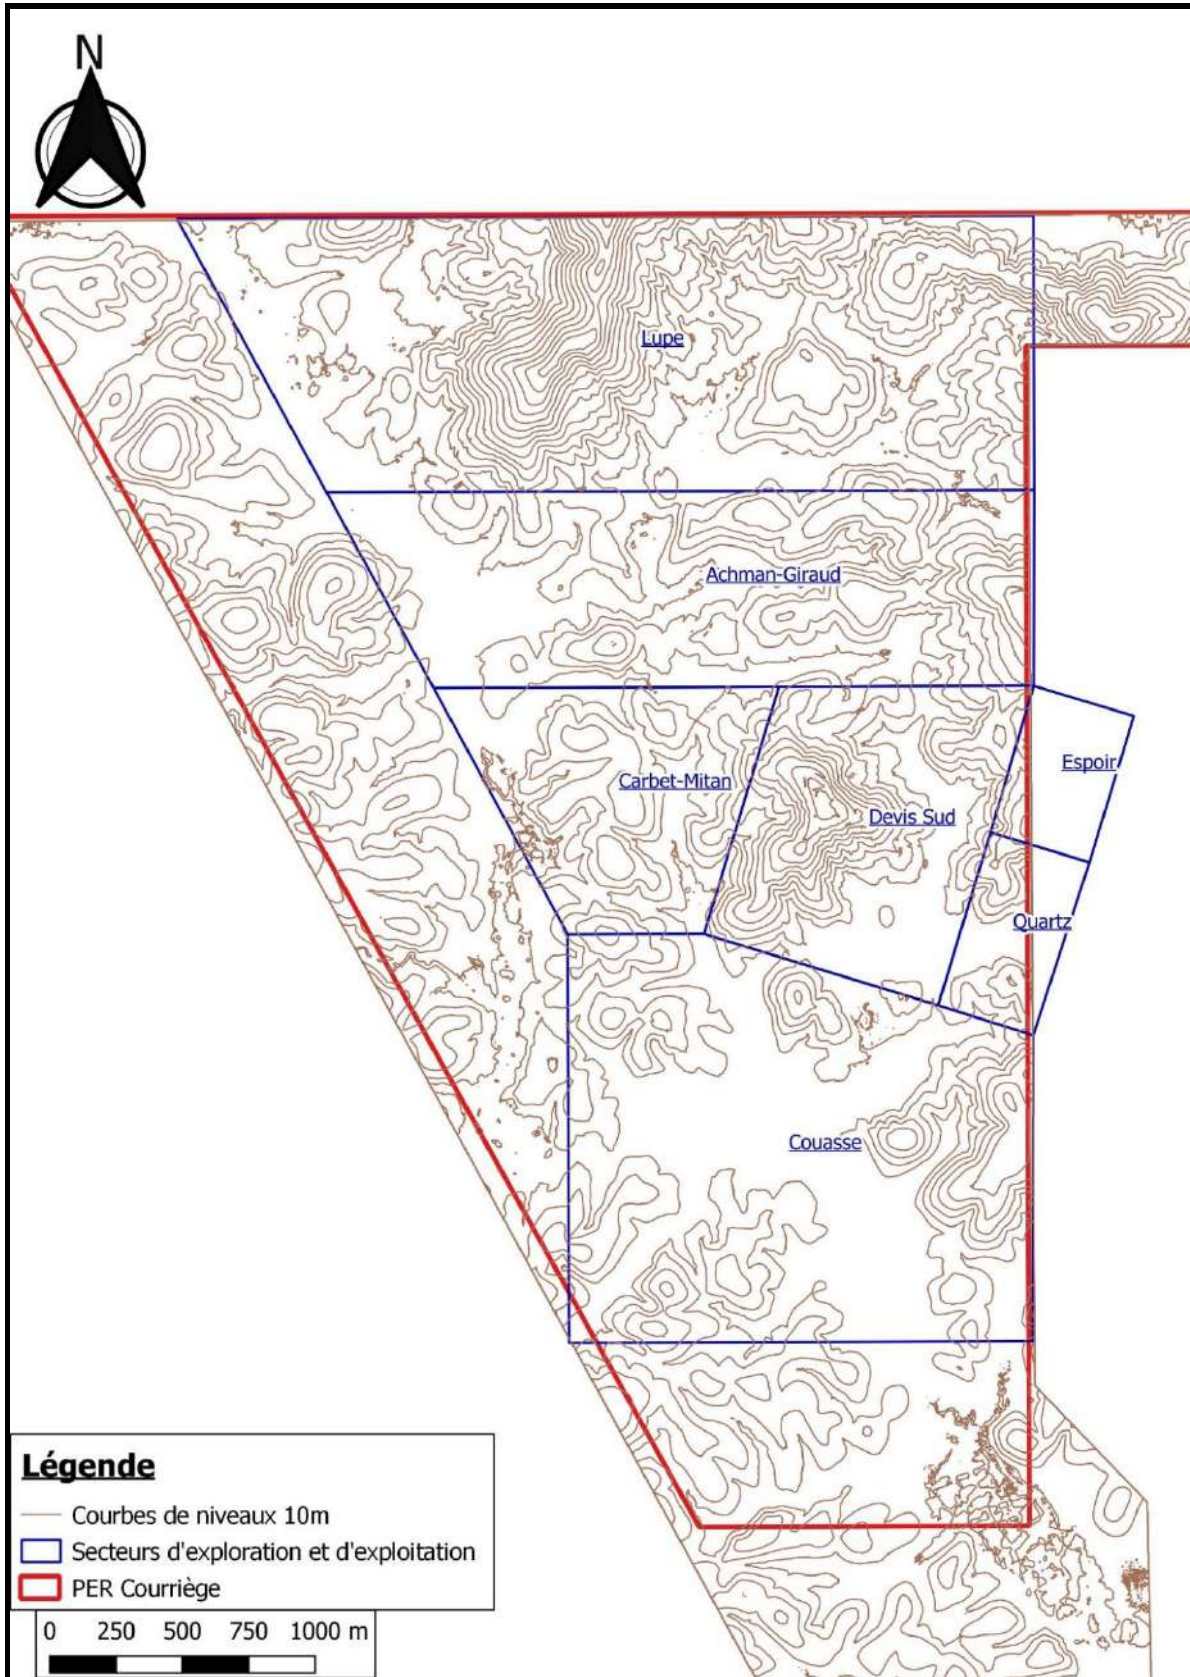 N
Lupe
Achman-Giraud
Carbet-Mitan
Espoir
Devis Sud
Quartz
Couasse
Légende
Courbes de niveaux 10m
Secteurs d'exploration et d'exploitation
PER Courriège
0 250 500 750 1000 m